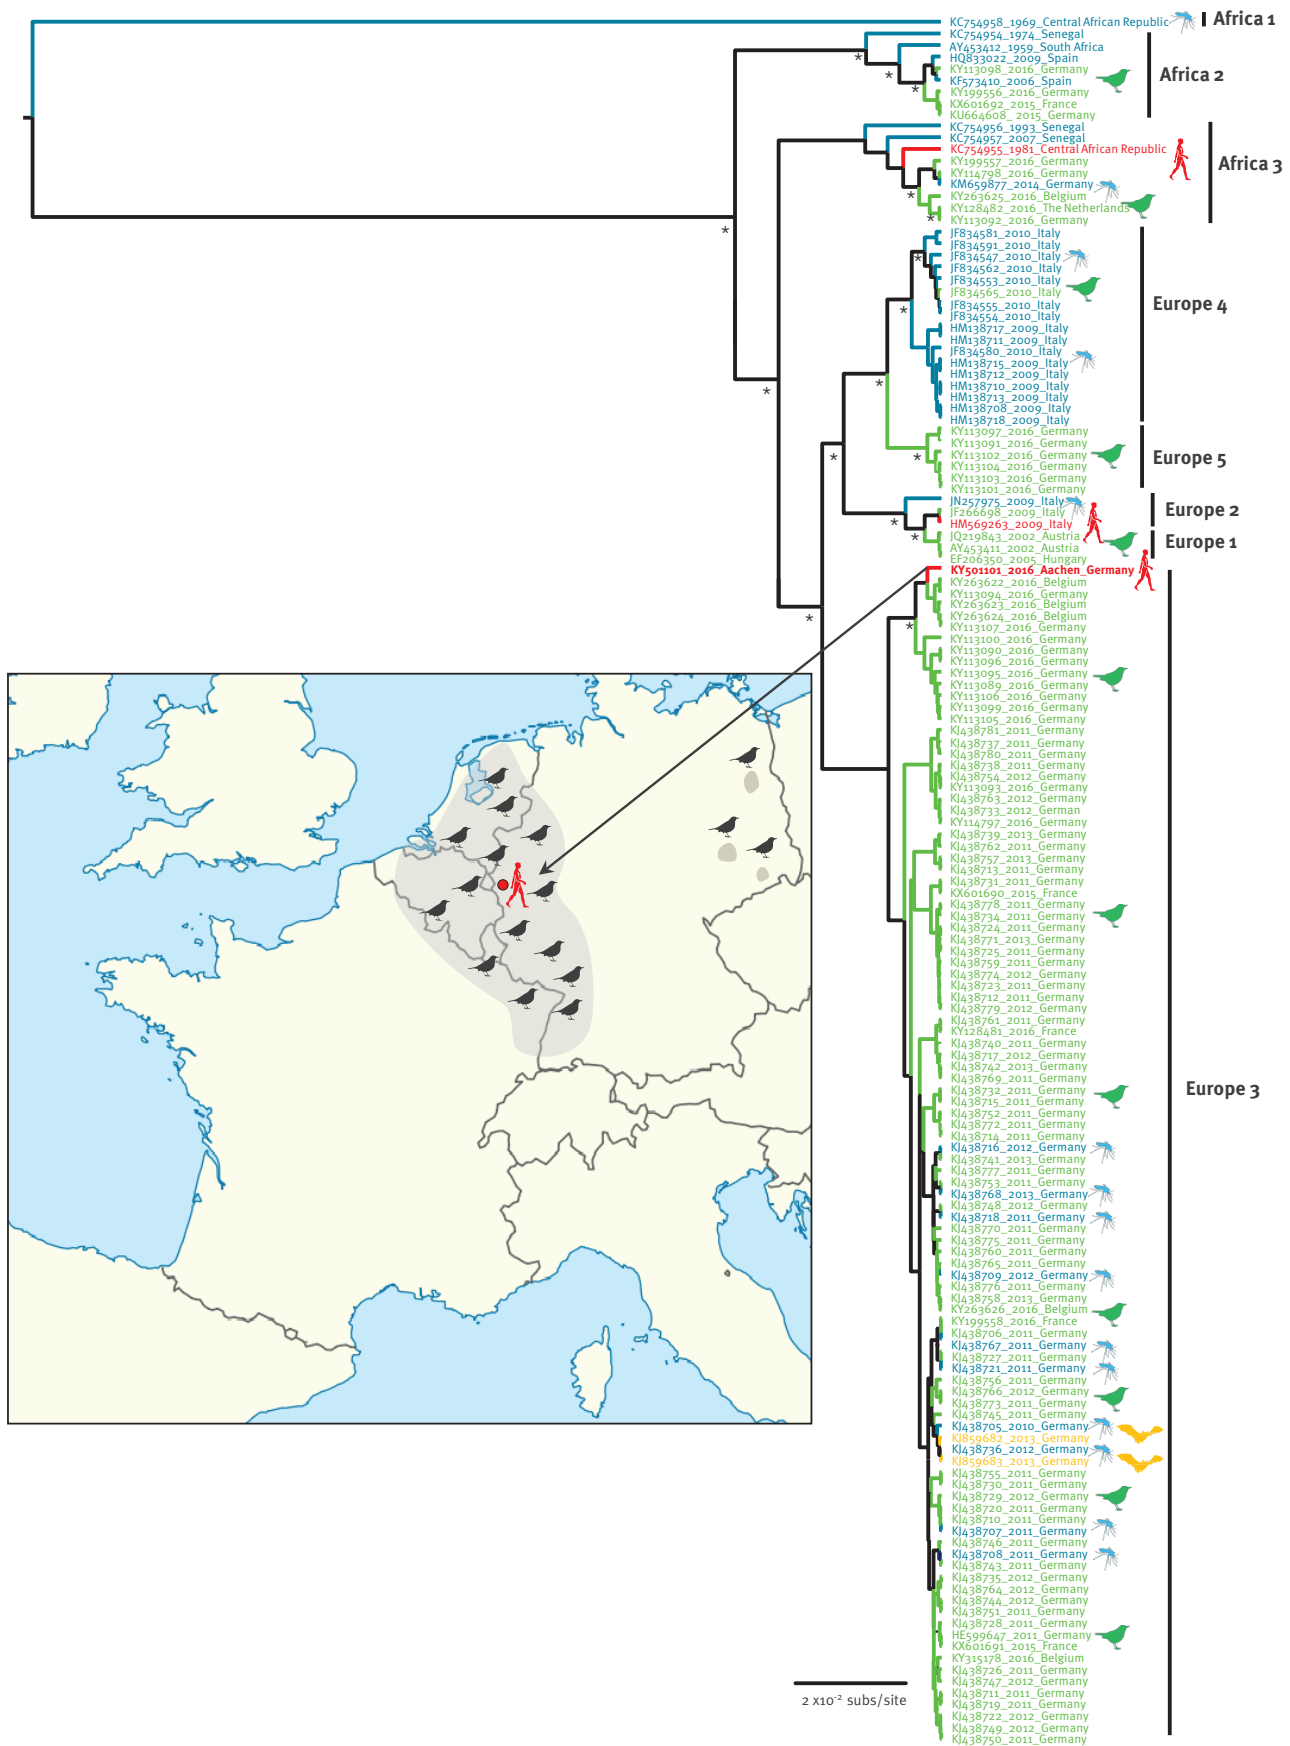 KC754958_1969_Central African Republic
Africa 1
KC754954_1974_Senegal
AY453412_1959_South Africa
HQ833022_2009_Spain
KY113098_2016_Germany
KF573410_2006_Spain
Africa 2
KY199556_2016_Germany
KX601692_2015_France
KU664608_ 2015_Germany
KC754956_1993_Senegal
KC754957_2007_Senegal
KC754955_1981_Central African Republic
KY199557_2016_Germany
Africa 3
KY114798_2016_Germany
KM659877_2014_Germany
KY263625_2016_Belgium
KY128482_2016_The Netherlands
KY113092_2016_Germany
JF834581_2010_Italy
JF834591_2010_Italy
JF834547_2010_Italy
JF834562_2010_Italy
JF834553_2010_Italy
JF834565_2010_Italy
JF834555_2010_Italy
Europe 4
JF834554_2010_Italy
HM138717_2009_Italy
HM138711_2009_Italy
JF834580_2010_Italy
HM138715_2009_Italy
HM138712_2009_Italy
HM138710_2009_Italy
HM138713_2009_Italy
HM138708_2009_Italy
HM138718_2009_Italy
KY113097_2016_Germany
KY113091_2016_Germany
KY113102_2016_Germany
Europe 5
KY113104_2016_Germany
KY113103_2016_Germany
KY113101_2016_Germany
JN257975_2009_Italy
JF266698_2009_Italy
Europe 2
HM569263_2009_Italy
JQ219843_2002_Austria
Europe 1
AY453411_2002_Austria
EF206350_2005_Hungary
KY501101_2016_Aachen_Germany
KY263622_2016_Belgium
KY113094_2016_Germany
KY263623_2016_Belgium
KY263624_2016_Belgium
KY113107_2016_Germany
KY113100_2016_Germany
KY113090_2016_Germany
KY113096_2016_Germany
KY113095_2016_Germany
KY113089_2016_Germany
KY113106_2016_Germany
KY113099_2016_Germany
KY113105_2016_Germany
KJ438781_2011_Germany
KJ438737_2011_Germany
KJ438780_2011_Germany
KJ438738_2011_Germany
KJ438754_2012_Germany
KY113093_2016_Germany
KJ438763_2012_Germany
KJ438733_2012_German
KY114797_2016_Germany
KJ438739_2013_Germany
KJ438762_2011_Germany
KJ438757_2013_Germany
KJ438713_2011_Germany
KJ438731_2011_Germany
KX601690_2015_France
KJ438778_2011_Germany
KJ438734_2011_Germany
KJ438724_2011_Germany
KJ438771_2013_Germany
KJ438725_2011_Germany
KJ438759_2011_Germany
KJ438774_2012_Germany
KJ438723_2011_Germany
KJ438712_2011_Germany
KJ438779_2012_Germany
KJ438761_2011_Germany
KY128481_2016_France
KJ438740_2011_Germany
KJ438717_2012_Germany
KJ438742_2013_Germany
KJ438769_2011_Germany
KJ438732_2011_Germany
Europe 3
KJ438715_2011_Germany
KJ438752_2011_Germany
KJ438772_2011_Germany
KJ438714_2011_Germany
KJ438716_2012_Germany
KJ438741_2013_Germany
KJ438777_2011_Germany
KJ438753_2011_Germany
KJ438768_2013_Germany
KJ438748_2012_Germany
KJ438718_2011_Germany
KJ438770_2011_Germany
KJ438775_2011_Germany
KJ438760_2011_Germany
KJ438765_2011_Germany
KJ438709_2012_Germany
KJ438776_2011_Germany
KJ438758_2013_Germany
KY263626_2016_Belgium
KY199558_2016_France
KJ438706_2011_Germany
KJ438767_2011_Germany
KJ438727_2011_Germany
KJ438721_2011_Germany
KJ438756_2011_Germany
KJ438766_2012_Germany
KJ438773_2011_Germany
KJ438745_2011_Germany
KJ438705_2010_Germany
KJ859682_2013_Germany
KJ438736_2012_Germany
KJ859683_2013_Germany
KJ438755_2011_Germany
KJ438730_2011_Germany
KJ438729_2012_Germany
KJ438720_2011_Germany
KJ438710_2011_Germany
KJ438707_2011_Germany
KJ438746_2011_Germany
KJ438708_2011_Germany
KJ438743_2011_Germany
KJ438735_2012_Germany
KJ438764_2012_Germany
KJ438744_2012_Germany
KJ438751_2011_Germany
KJ438728_2011_Germany
HE599647_2011_Germany
KX601691_2015_France
KY315178_2016_Belgium
KJ438726_2011_Germany
KJ438747_2012_Germany
KJ438711_2011_Germany
KJ438719_2011_Germany
KJ438722_2012_Germany
KJ438749_2012_Germany
KJ438750_2011_Germany
2 x10⁻² subs/site